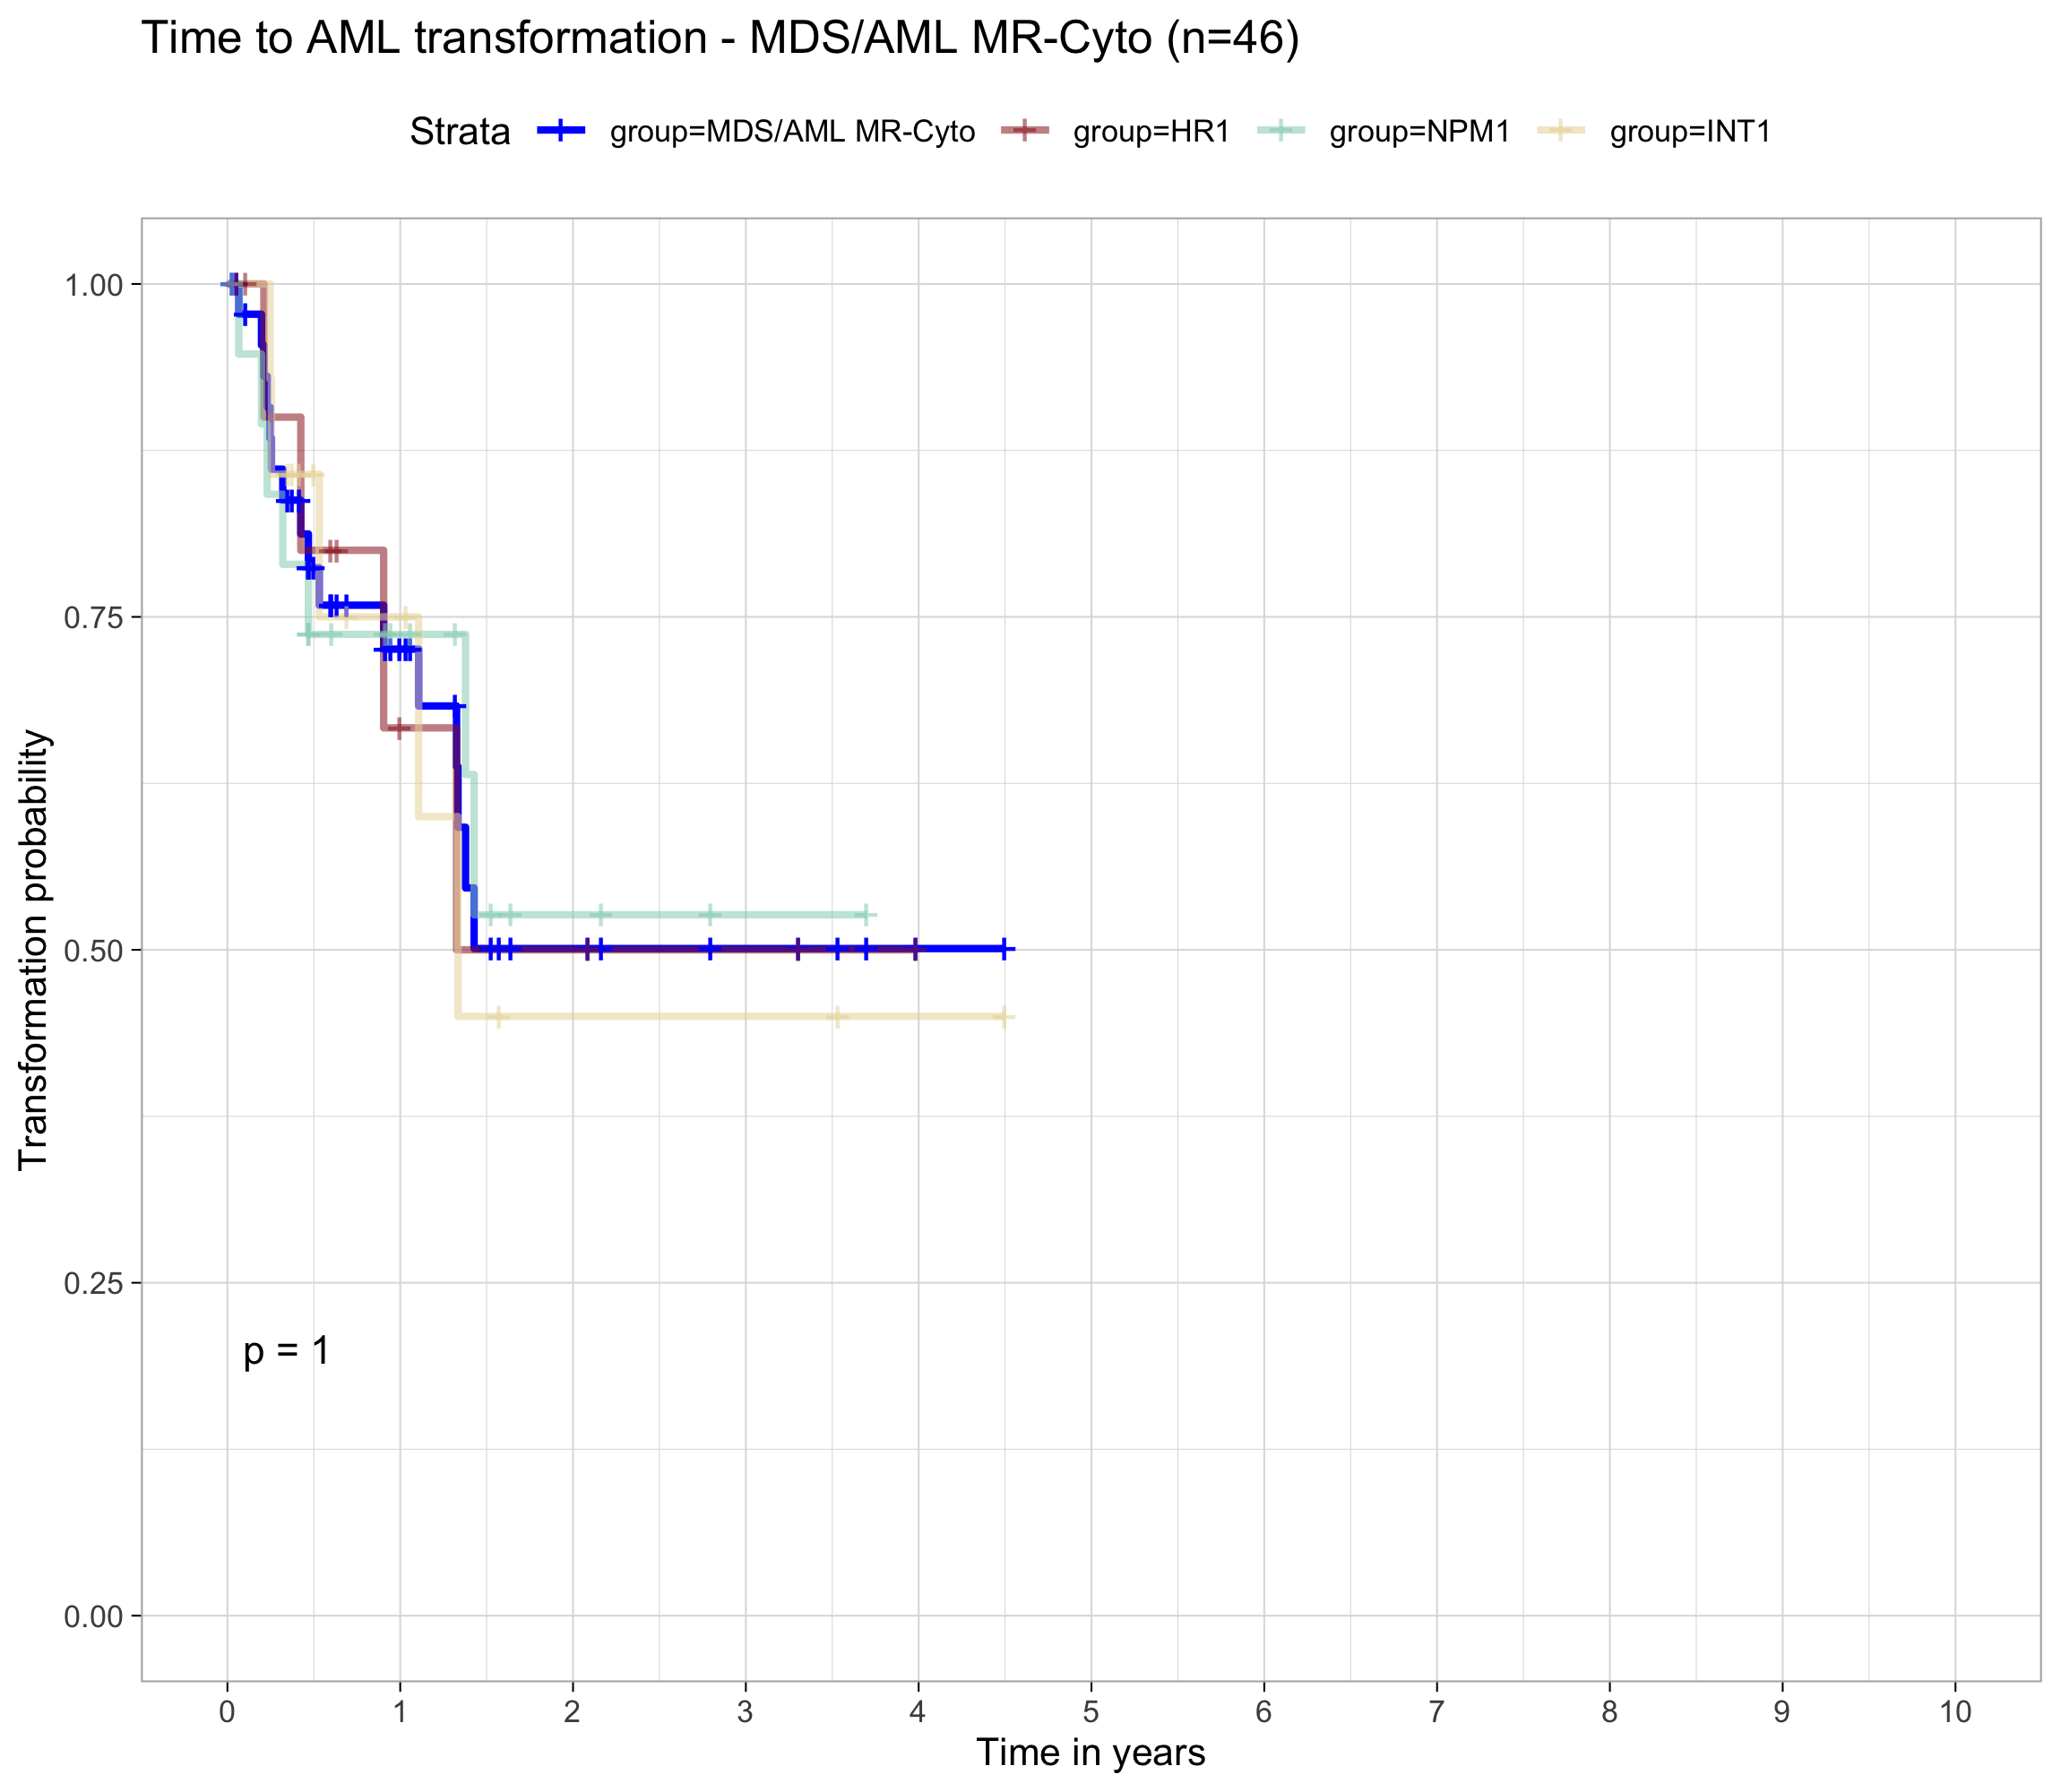 Time to AML transformation - MDS/AML MR-Cyto (n=46)
Strata group=MDS/AML MR-Cyto group=HR1 group=NPM1 group=INT1
Transformation probability
1.00
0.75
0.50
0.25
0.00
p = 1
0 1 2 3 4 5 6 7 8 9 10
Time in years